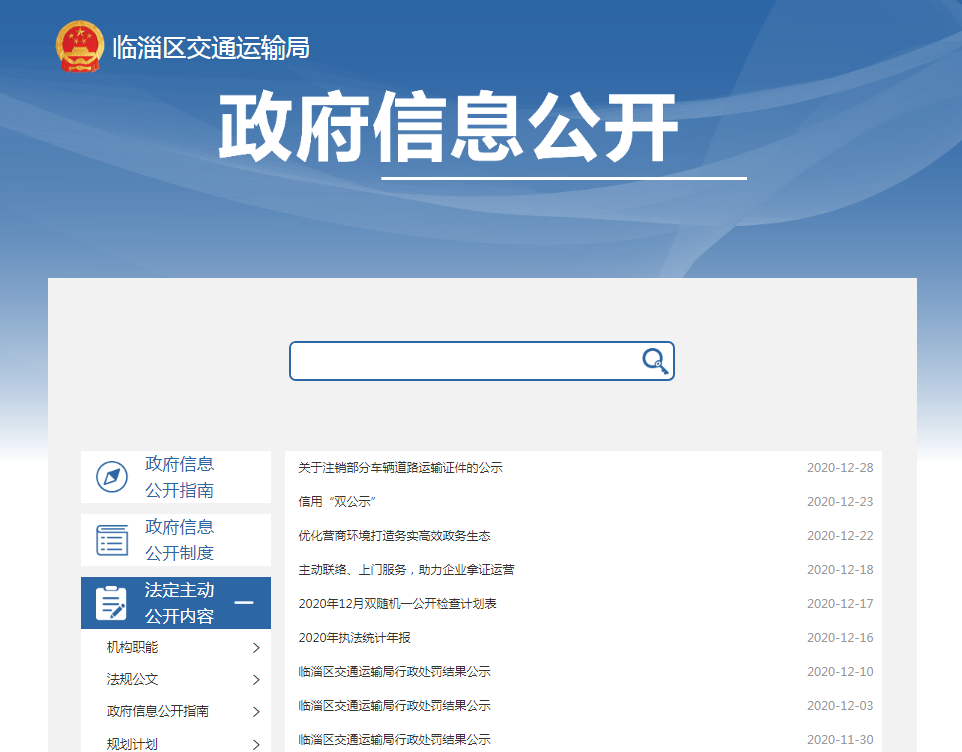 临淄区交通运输局
政府信息公开
政府信息
公开指南
政府信息
公开制度
法定主动
公开内容
机构职能
法规公文
政府信息公开指南
规划计划
关于注销部分车辆道路运输证件的公示 2020-12-28
信用“双公示” 2020-12-23
优化营商环境打造务实高效政务生态 2020-12-22
主动联络、上门服务，助力企业拿证运营 2020-12-18
2020年12月双随机一公开检查计划表 2020-12-17
2020年执法统计年报 2020-12-16
临淄区交通运输局行政处罚结果公示 2020-12-10
临淄区交通运输局行政处罚结果公示 2020-12-03
临淄区交通运输局行政处罚结果公示 2020-11-30